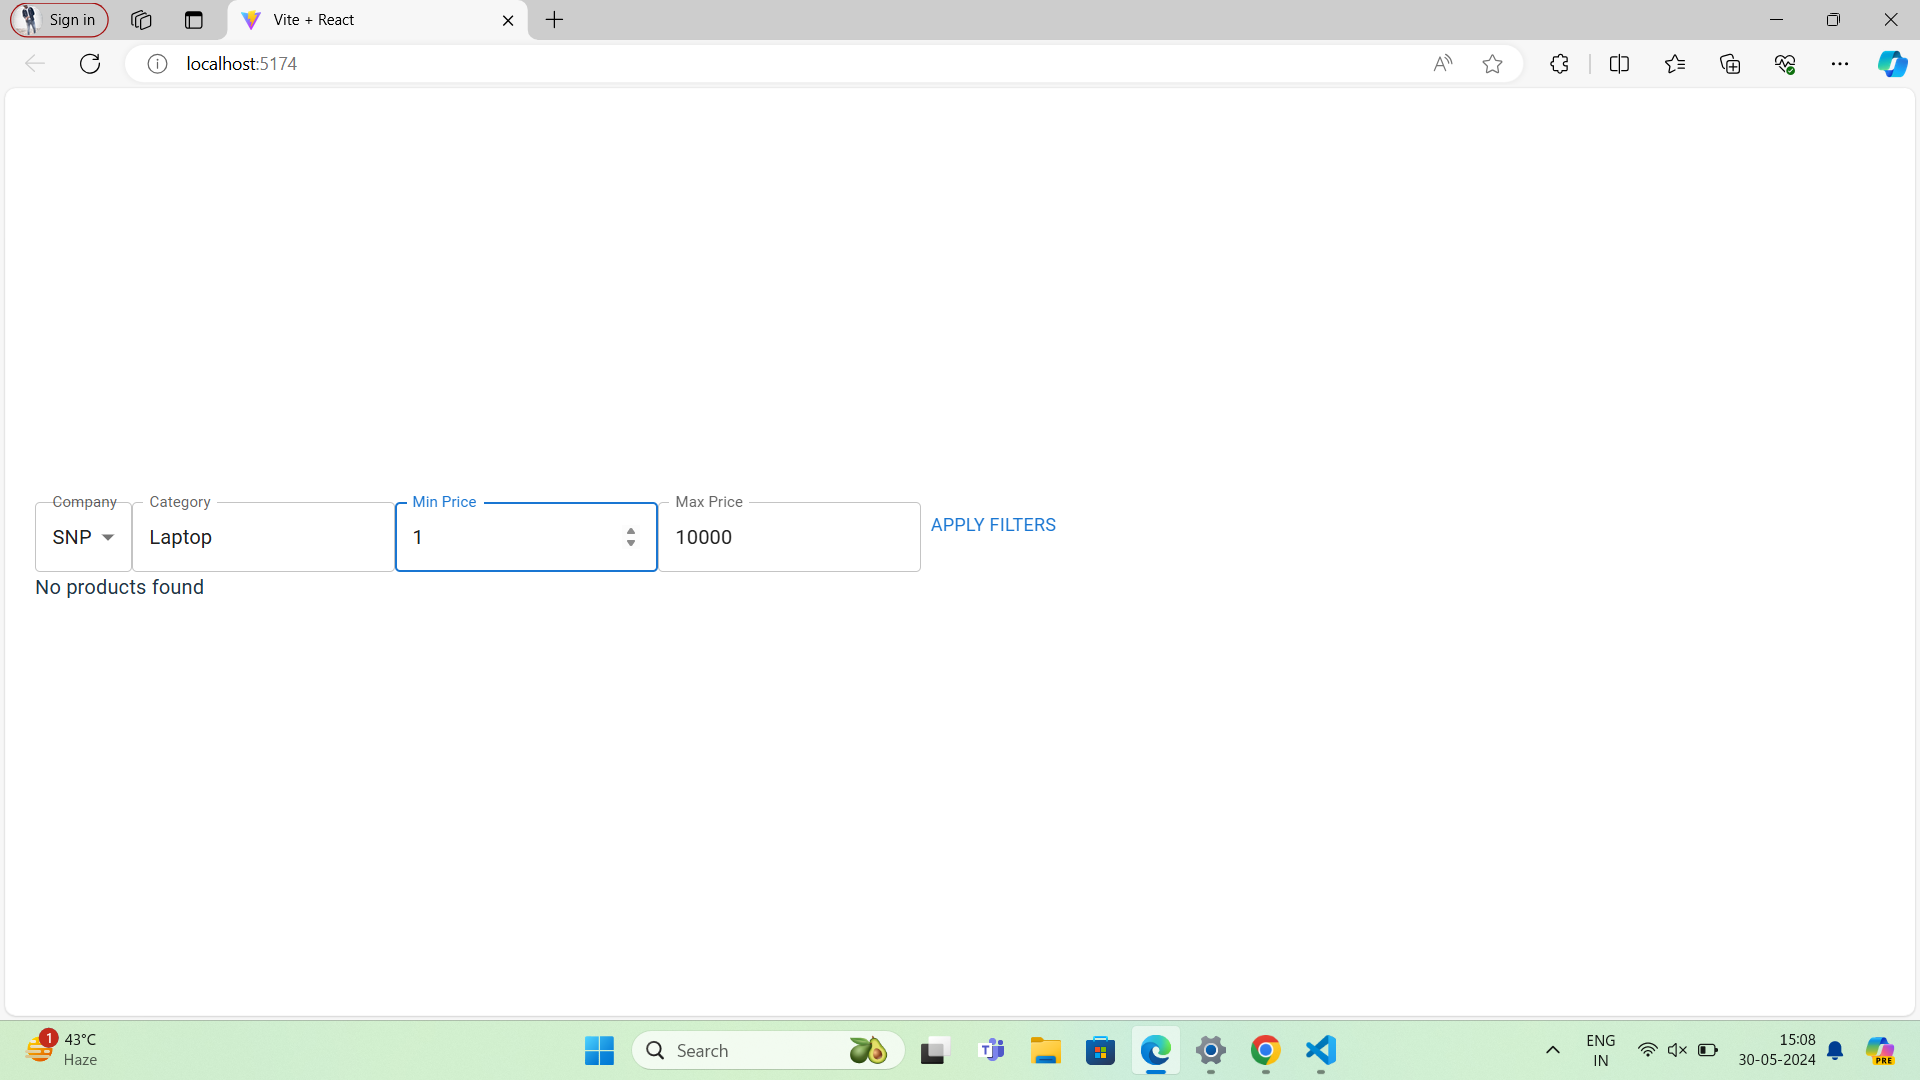 Sign in
Vite + React
localhost:5174
Company
Category
Min Price
Max Price
SNP
Laptop
1
10000
APPLY FILTERS
No products found
1
43°C
Haze
Search
ENG
IN
15:08
30-05-2024
PRE